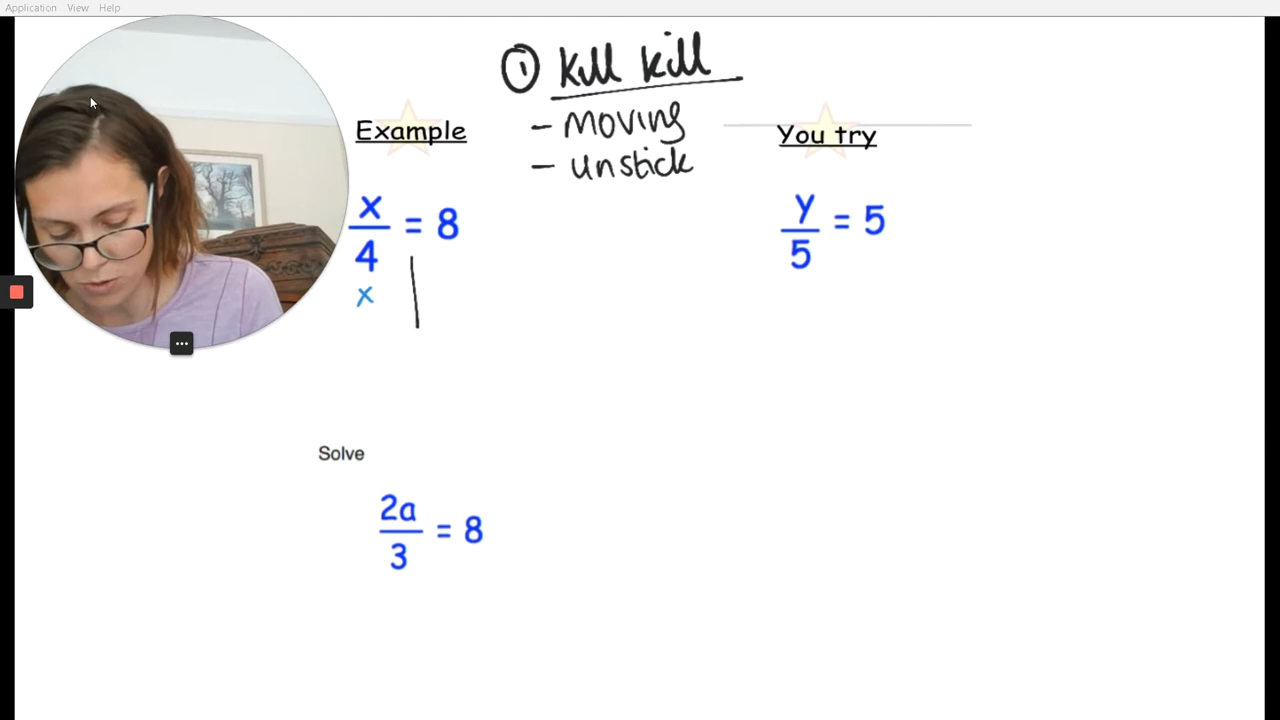 Application View Help
① Kill kill
- moving
- unstick
Example
x/4 = 8
x
You try
y/5 = 5
Solve
2a/3 = 8